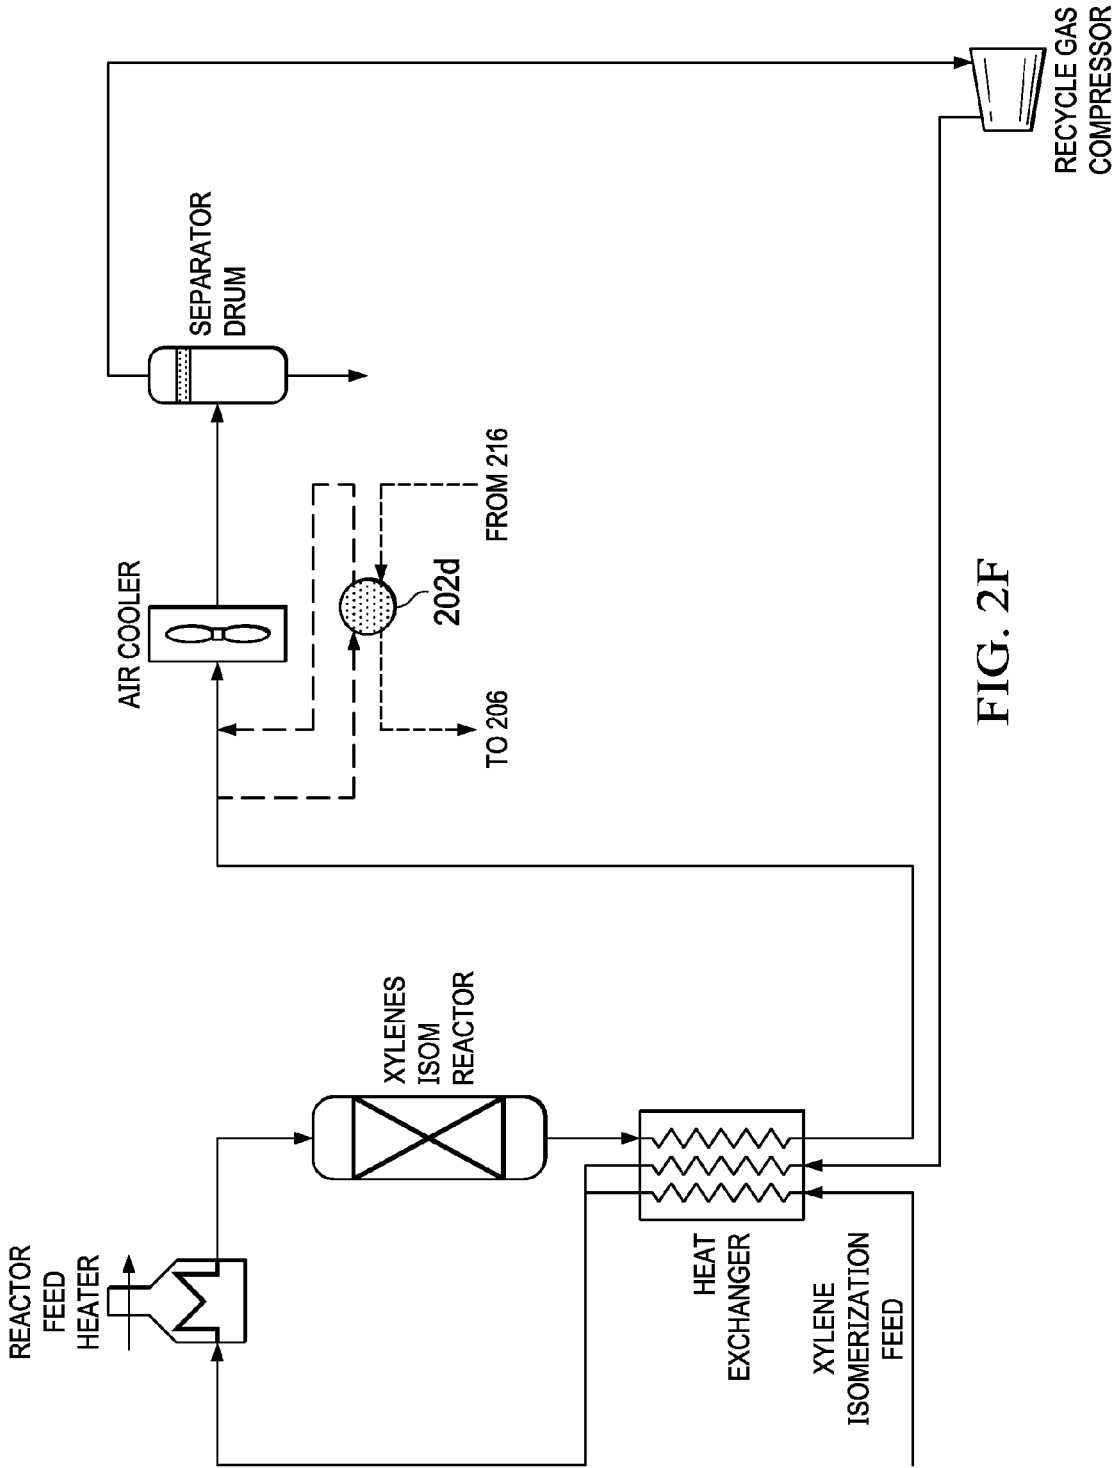 REACTOR
FEED
HEATER
XYLENES
ISOM
REACTOR
HEAT
EXCHANGER
XYLENE
ISOMERIZATION
FEED
AIR COOLER
SEPARATOR
DRUM
202d
TO 206
FROM 216
RECYCLE GAS
COMPRESSOR
FIG. 2F